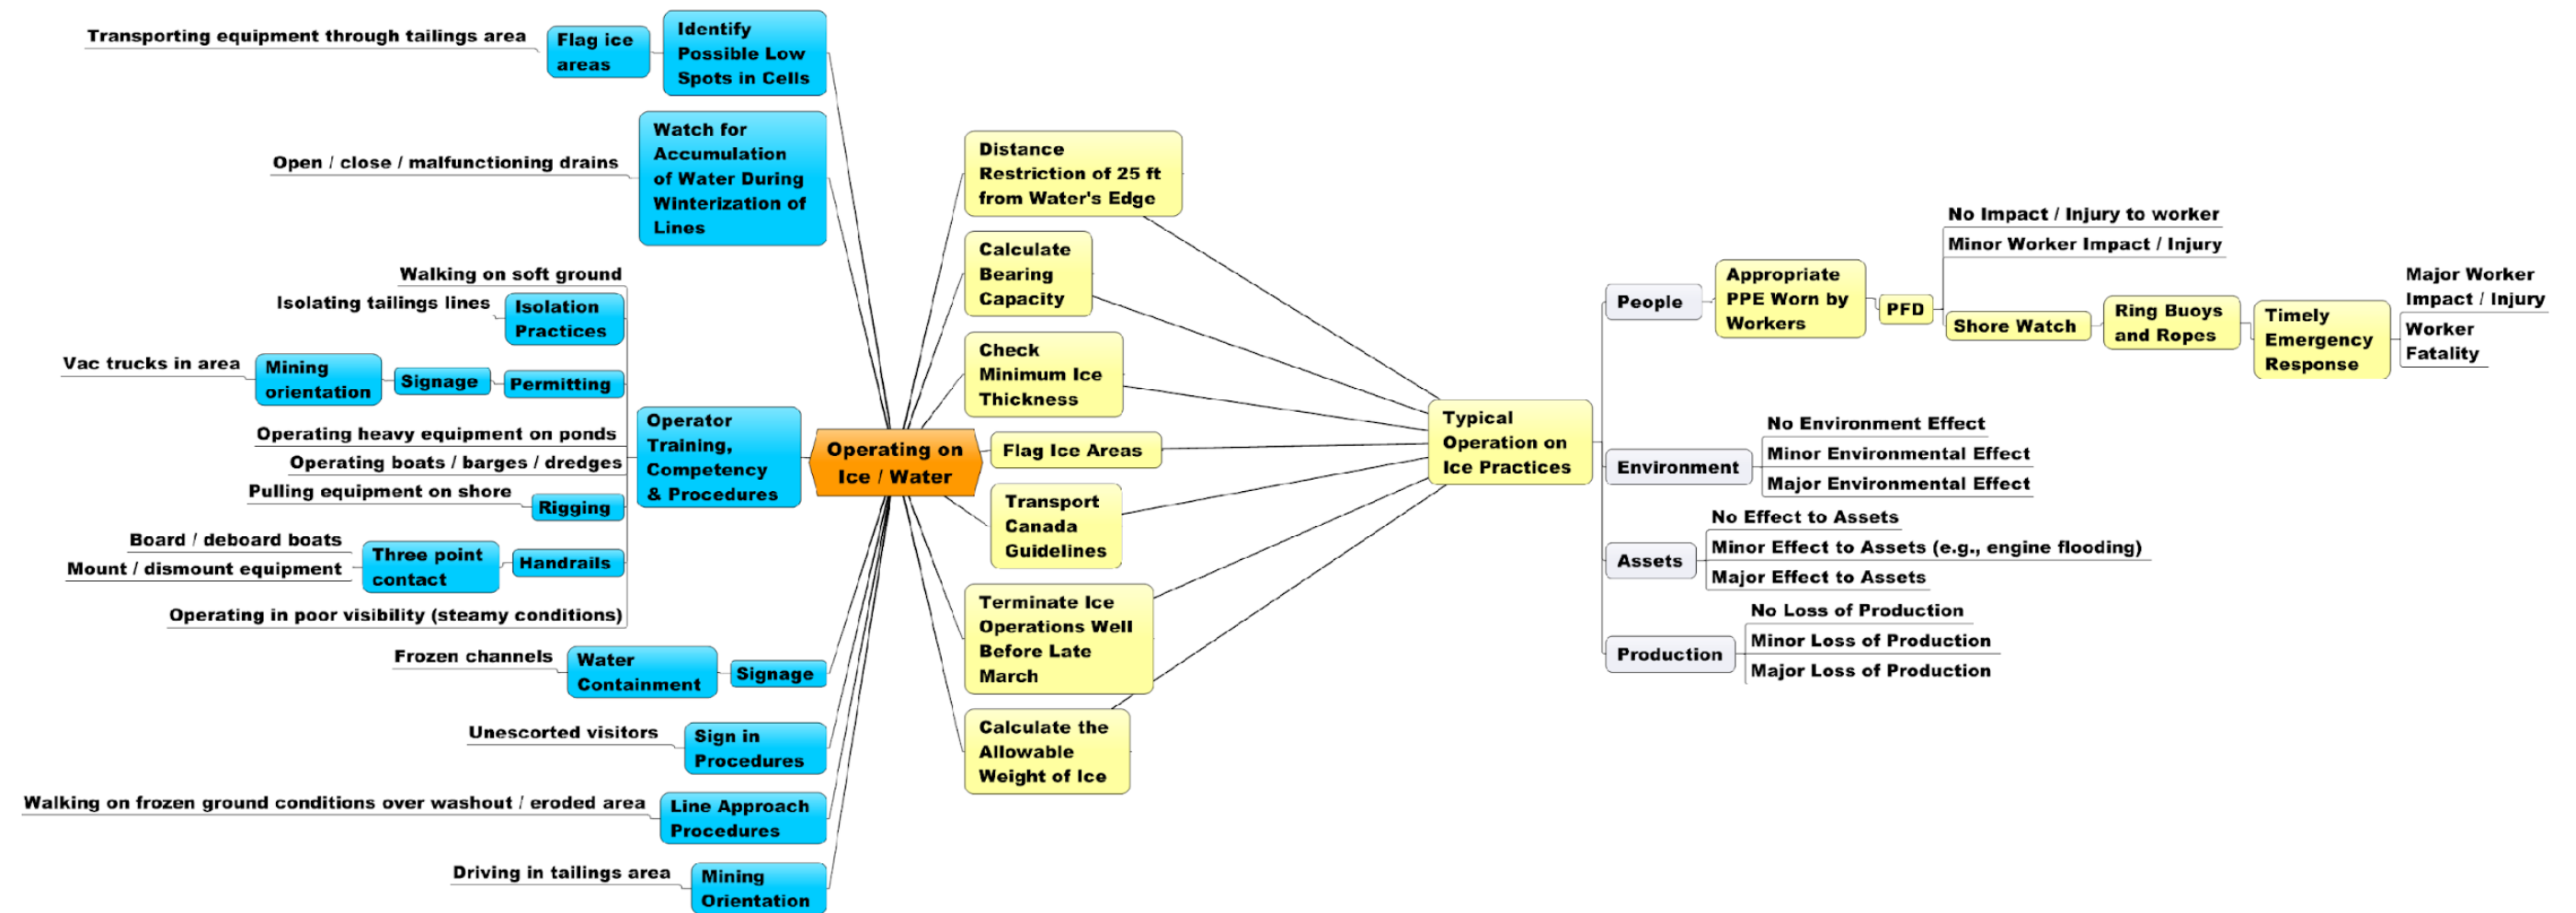 Transporting equipment through tailings area
Flag ice
areas
Identify
Possible Low
Spots in Cells
Open / close / malfunctioning drains
Watch for
Accumulation
of Water During
Winterization of
Lines
Walking on soft ground
Isolating tailings lines
Isolation
Practices
Vac trucks in area
Mining
orientation
Signage
Permitting
Operating heavy equipment on ponds
Operating boats / barges / dredges
Pulling equipment on shore
Rigging
Board / deboard boats
Mount / dismount equipment
Three point
contact
Handrails
Operating in poor visibility (steamy conditions)
Operator
Training,
Competency
& Procedures
Frozen channels
Water
Containment
Signage
Unescorted visitors
Sign in
Procedures
Walking on frozen ground conditions over washout / eroded area
Line Approach
Procedures
Driving in tailings area
Mining
Orientation
Operating on
Ice / Water
Distance
Restriction of 25 ft
from Water's Edge
Calculate
Bearing
Capacity
Check
Minimum Ice
Thickness
Flag Ice Areas
Transport
Canada
Guidelines
Terminate Ice
Operations Well
Before Late
March
Calculate the
Allowable
Weight of Ice
Typical
Operation on
Ice Practices
People
Appropriate
PPE Worn by
Workers
PFD
No Impact / Injury to worker
Minor Worker Impact / Injury
Shore Watch
Ring Buoys
and Ropes
Timely
Emergency
Response
Major Worker
Impact / Injury
Worker
Fatality
Environment
No Environment Effect
Minor Environmental Effect
Major Environmental Effect
Assets
No Effect to Assets
Minor Effect to Assets (e.g., engine flooding)
Major Effect to Assets
Production
No Loss of Production
Minor Loss of Production
Major Loss of Production